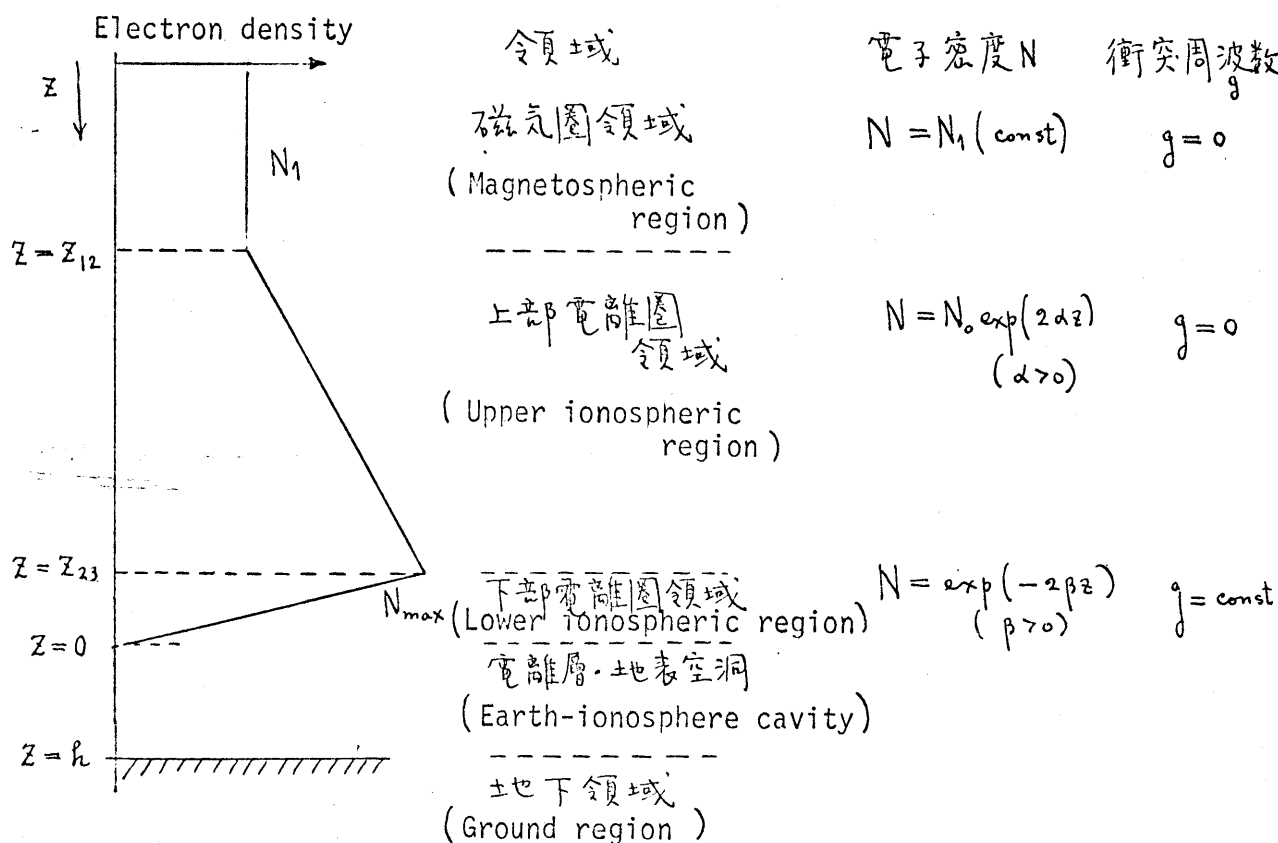 Electron density
Z
領域
電子密度N
衝突周波数
g
磁気圏領域
(Magnetospheric
region)
N1
N = N1 (const)
g = 0
Z = Z12
上部電離圏
領域
(Upper ionospheric
region)
N = N0 exp(2αz)
(α>0)
g = 0
Z = Z23
Nmax
下部電離圏領域
(Lower ionospheric region)
N = exp(-2βz)
(β>0)
g = const
Z = 0
電離層・地表空洞
(Earth-ionosphere cavity)
Z = h
土地下領域
(Ground region)